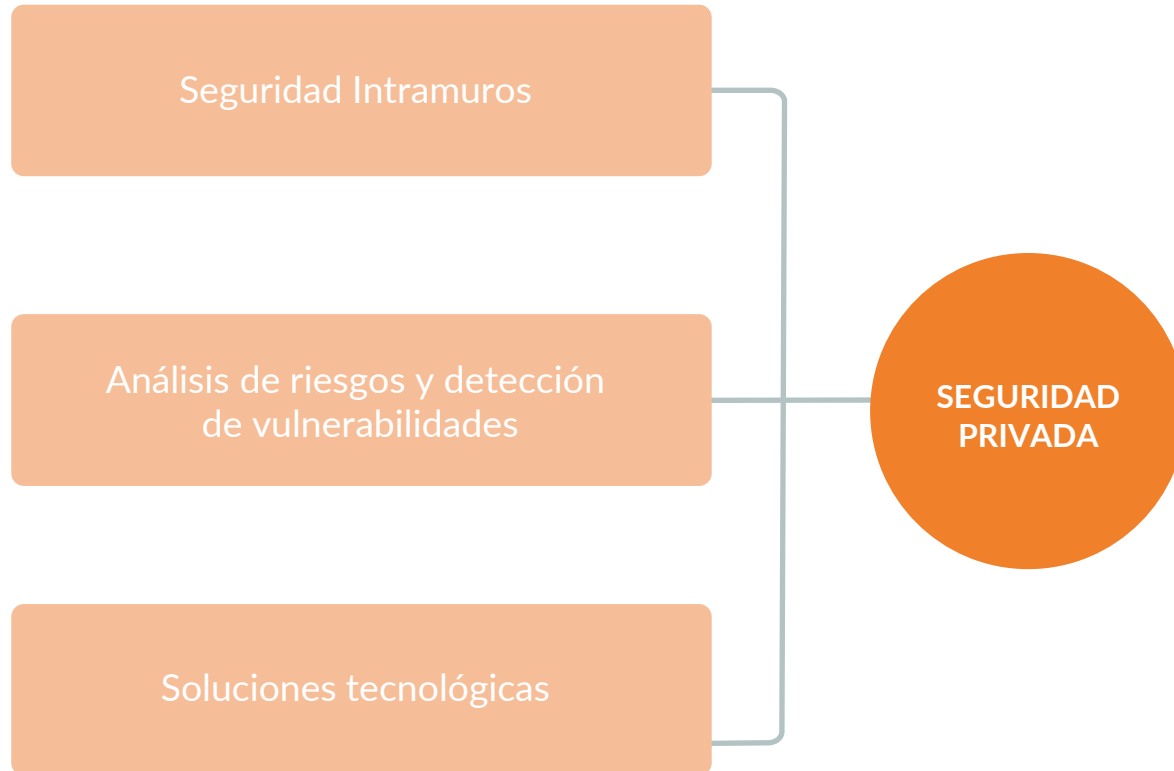 Seguridad Intramuros
Análisis de riesgos y detección
de vulnerabilidades
SEGURIDAD
PRIVADA
Soluciones tecnológicas